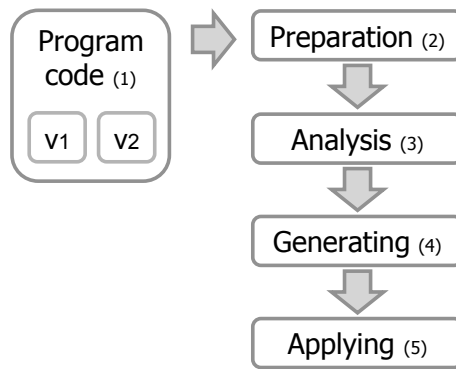 Program
code (1)
v1 v2
Preparation (2)
Analysis (3)
Generating (4)
Applying (5)